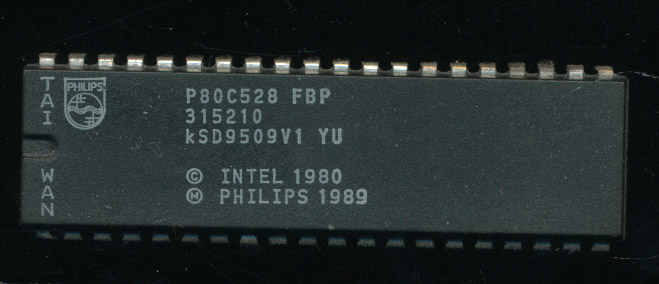 TAI
WAN
PHILIPS
P80C528 FBP
315210
kSD9509V1 YU
© INTEL 1980
Ⓜ PHILIPS 1989